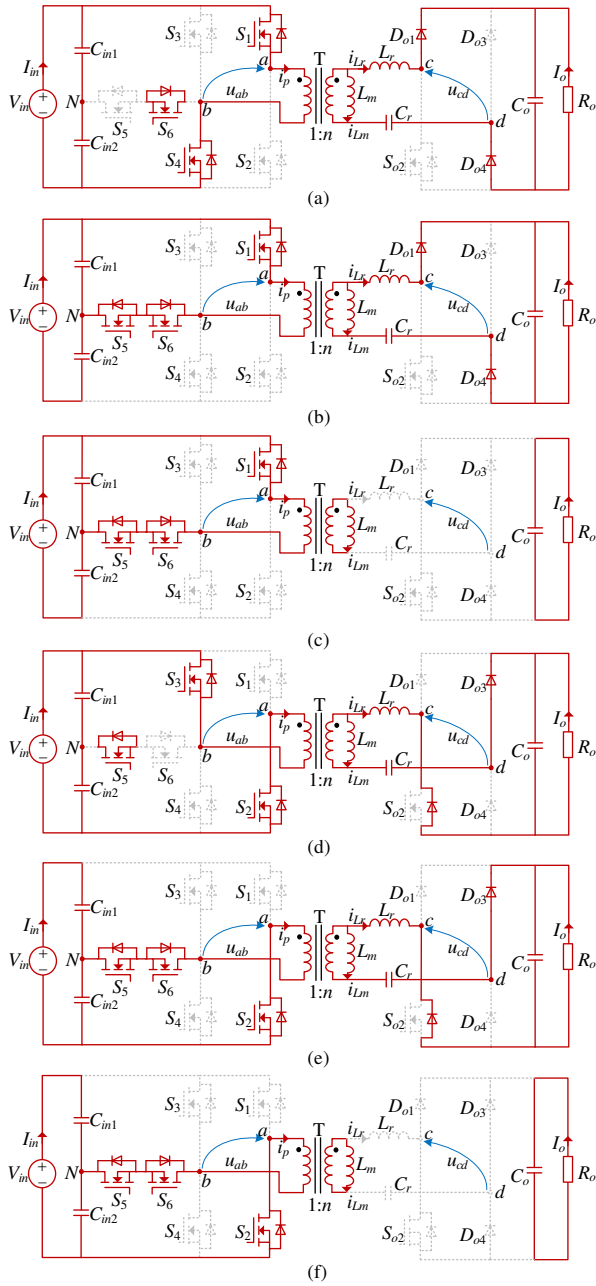 S3 S1 T iLr Lr Do1 Do3
Cin1 a c Io
Iin ip Lm
Vin N b uab Cr ucd Co Ro
S5 S6 d
Cin2 S4 S2 1:n iLm So2 Do4
(a)
S3 S1 T iLr Lr Do1 Do3
Cin1 a c Io
Iin ip Lm
Vin N b uab Cr ucd Co Ro
S5 S6 d
Cin2 S4 S2 1:n iLm So2 Do4
(b)
S3 S1 T iLr Lr Do1 Do3
Cin1 a c Io
Iin ip Lm
Vin N b uab Cr ucd Co Ro
S5 S6 d
Cin2 S4 S2 1:n iLm So2 Do4
(c)
S3 S1 T iLr Lr Do1 Do3
Cin1 a c Io
Iin ip Lm
Vin N b uab Cr ucd Co Ro
S5 S6 d
Cin2 S4 S2 1:n iLm So2 Do4
(d)
S3 S1 T iLr Lr Do1 Do3
Cin1 a c Io
Iin ip Lm
Vin N b uab Cr ucd Co Ro
S5 S6 d
Cin2 S4 S2 1:n iLm So2 Do4
(e)
S3 S1 T iLr Lr Do1 Do3
Cin1 a c Io
Iin ip Lm
Vin N b uab Cr ucd Co Ro
S5 S6 d
Cin2 S4 S2 1:n iLm So2 Do4
(f)